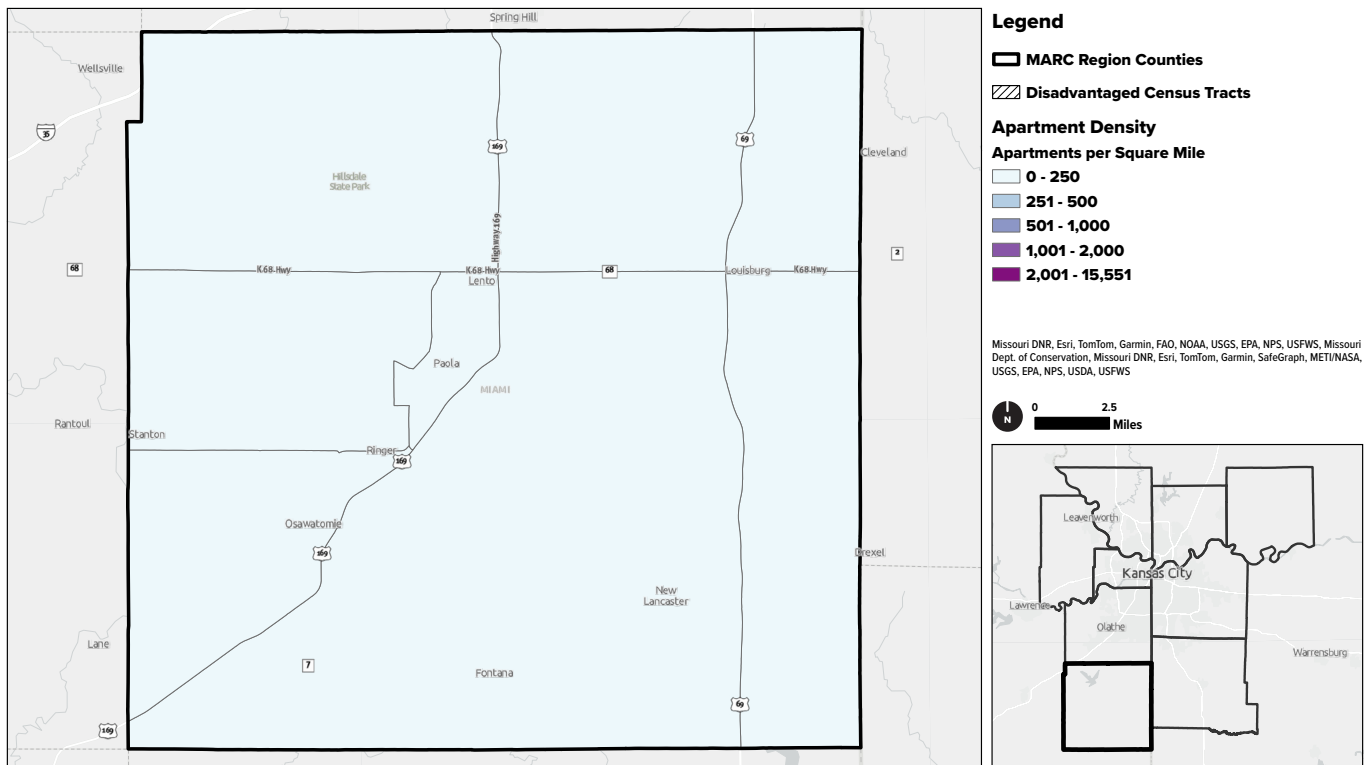 Spring Hill
Wellsville
35
169
69
Cleveland
Hillsdale
State Park
Highway 169
2
68
K68-Hwy
K68-Hwy
68
Louisburg
K68-Hwy
Lento
Paola
MIAMI
Rantoul
Stanton
Ringer
169
Osawatomie
169
Drexel
New
Lancaster
Lane
7
Fontana
169
69
Legend
MARC Region Counties
Disadvantaged Census Tracts
Apartment Density
Apartments per Square Mile
0 - 250
251 - 500
501 - 1,000
1,001 - 2,000
2,001 - 15,551
Missouri DNR, Esri, TomTom, Garmin, FAO, NOAA, USGS, EPA, NPS, USFWS, Missouri
Dept. of Conservation, Missouri DNR, Esri, TomTom, Garmin, SafeGraph, METI/NASA,
USGS, EPA, NPS, USDA, USFWS
N
0 2.5
Miles
Leavenworth
Kansas City
Lawrence
Olathe
Warrensburg